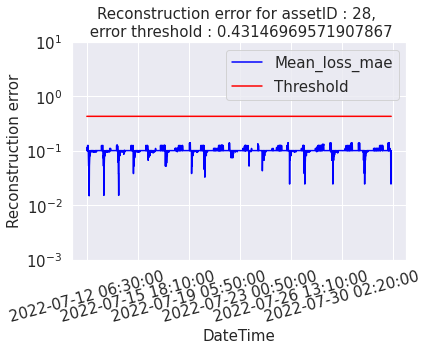 Reconstruction error for assetID : 28,
error threshold : 0.43146969571907867
Mean_loss_mae
Threshold
Reconstruction error
10¹
10⁰
10⁻¹
10⁻²
10⁻³
2022-07-12 06:30:00
2022-07-15 18:10:00
2022-07-19 05:50:00
2022-07-23 00:50:00
2022-07-26 13:10:00
2022-07-30 02:20:00
DateTime